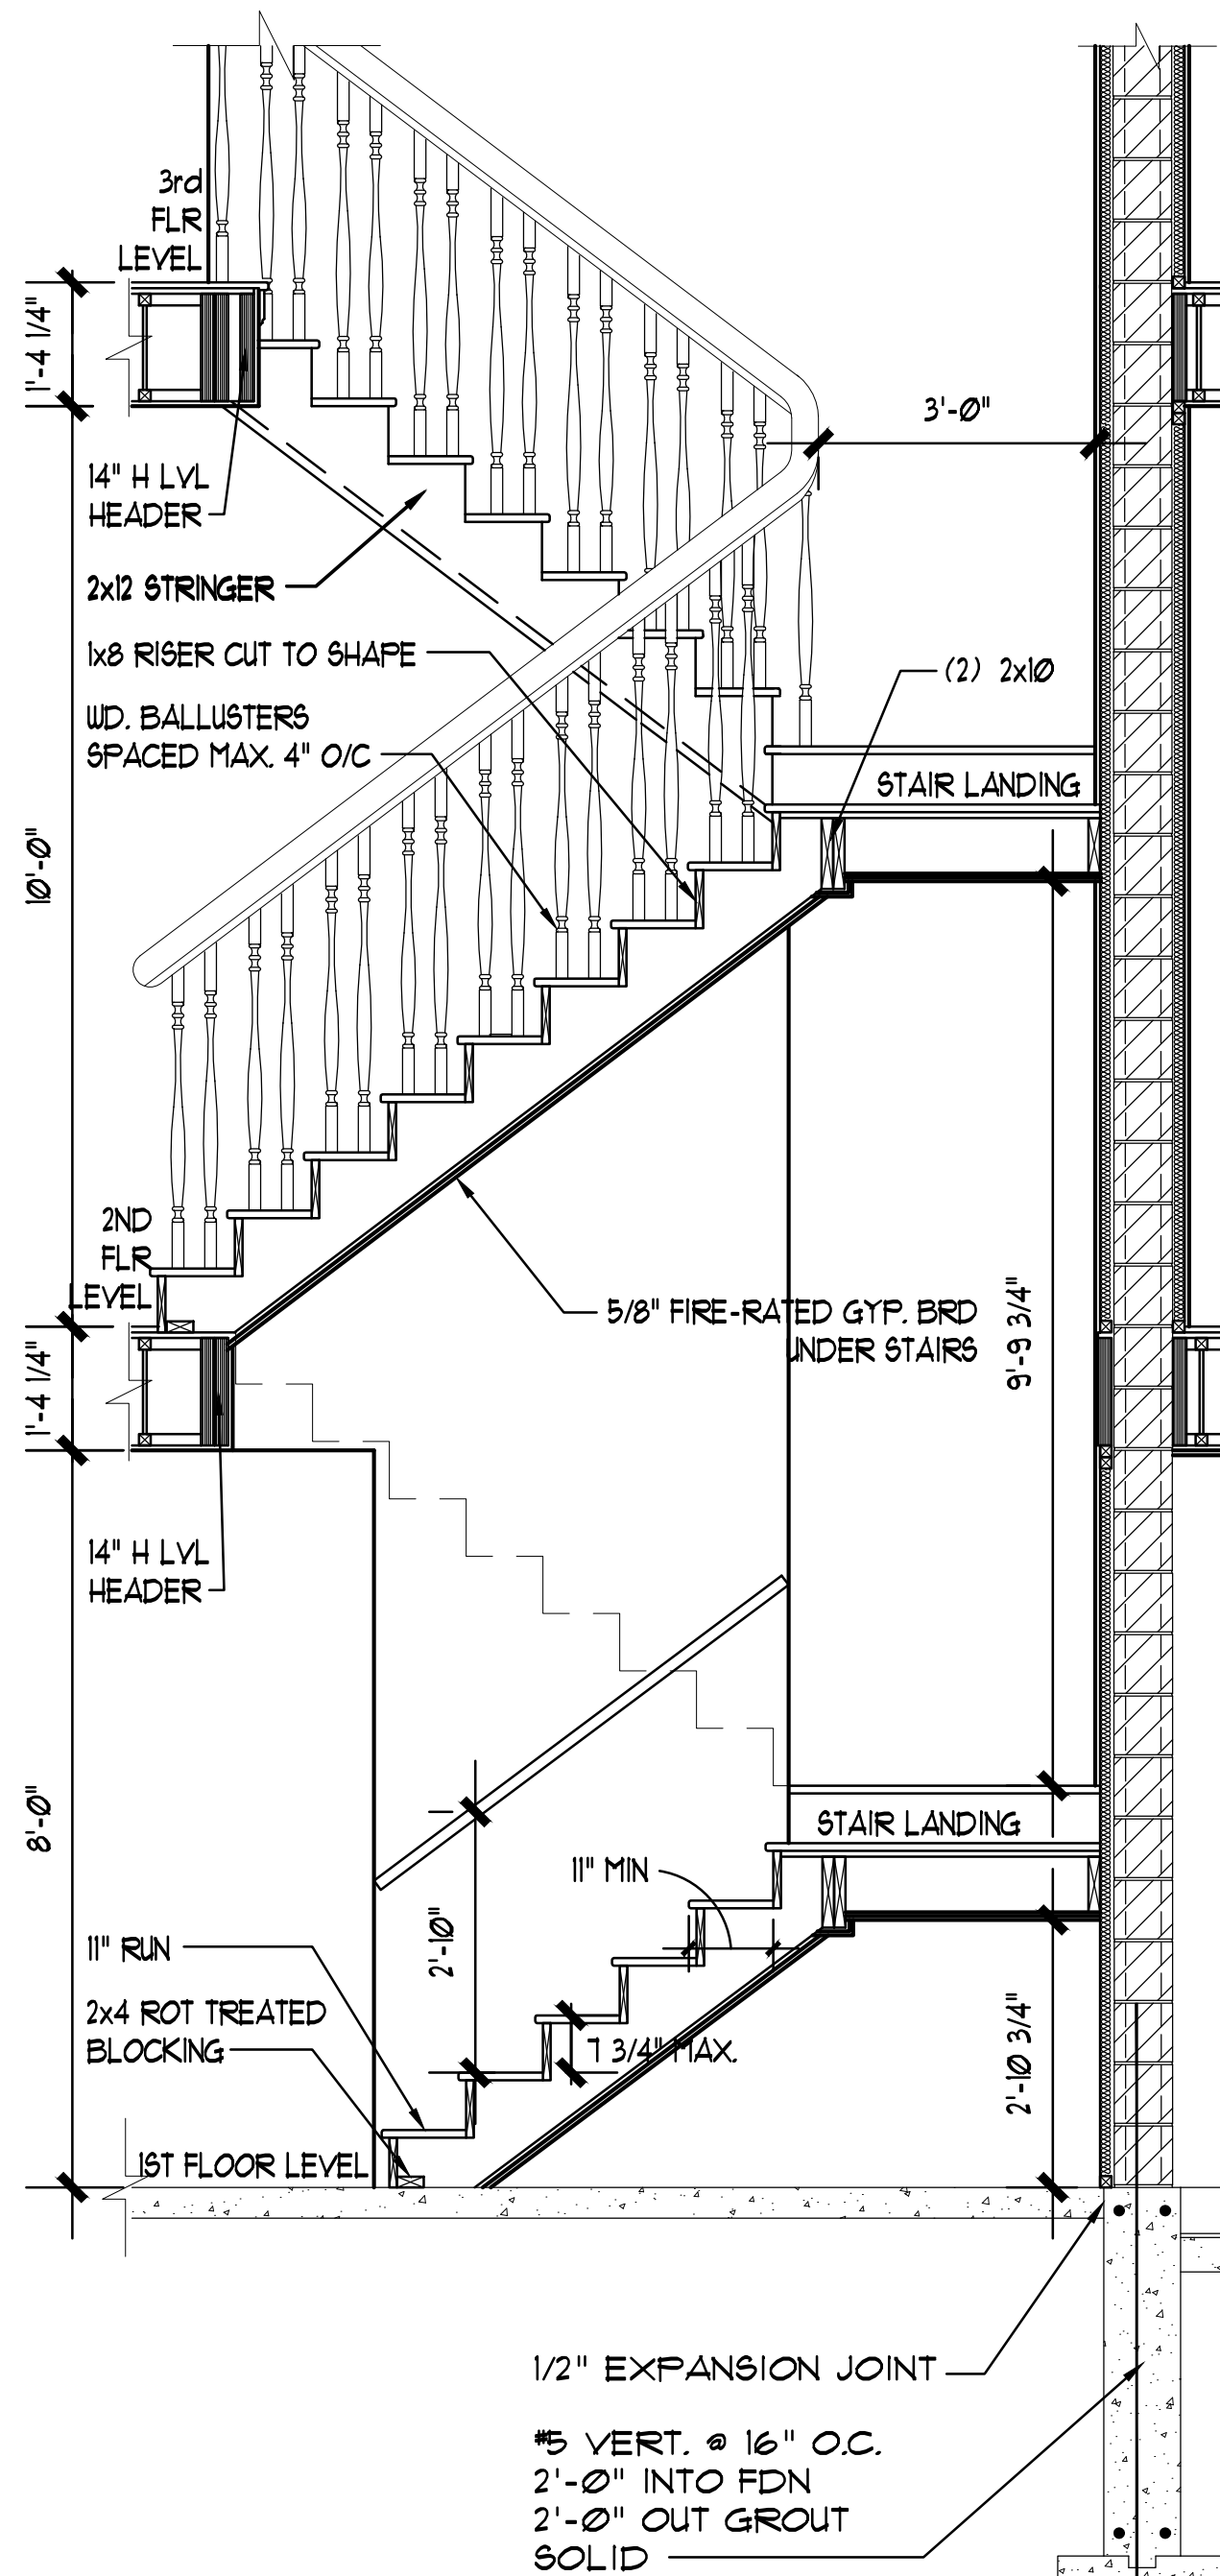 3rd
FLR
LEVEL
1'-4 1/4"
3'-0"
14" H LVL
HEADER
2x12 STRINGER
1x8 RISER CUT TO SHAPE
(2) 2x10
WD. BALLUSTERS
SPACED MAX. 4" O/C
STAIR LANDING
10'-0"
2ND
FLR
LEVEL
5/8" FIRE-RATED GYP. BRD
UNDER STAIRS
9'-9 3/4"
1'-4 1/4"
14" H LVL
HEADER
8'-0"
STAIR LANDING
11" MIN
11" RUN
2'-10"
2x4 ROT TREATED
BLOCKING
7 3/4" MAX.
2'-10 3/4"
1ST FLOOR LEVEL
1/2" EXPANSION JOINT
#5 VERT. @ 16" O.C.
2'-0" INTO FDN
2'-0" OUT GROUT
SOLID